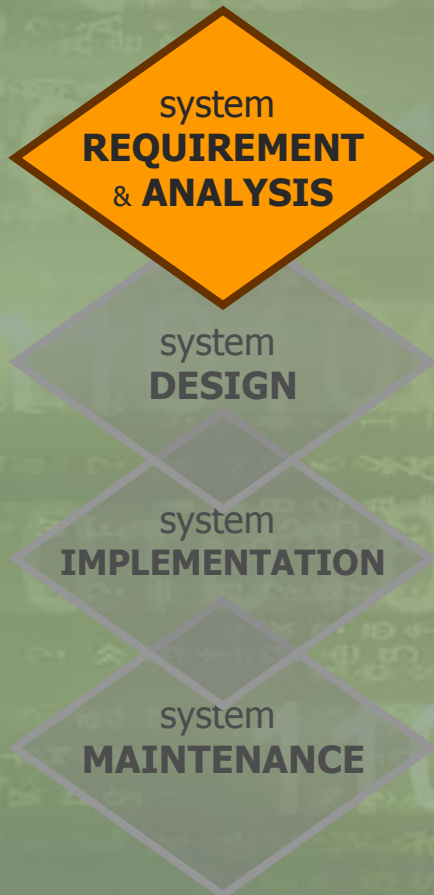 system
REQUIREMENT
& ANALYSIS
system
DESIGN
system
IMPLEMENTATION
system
MAINTENANCE